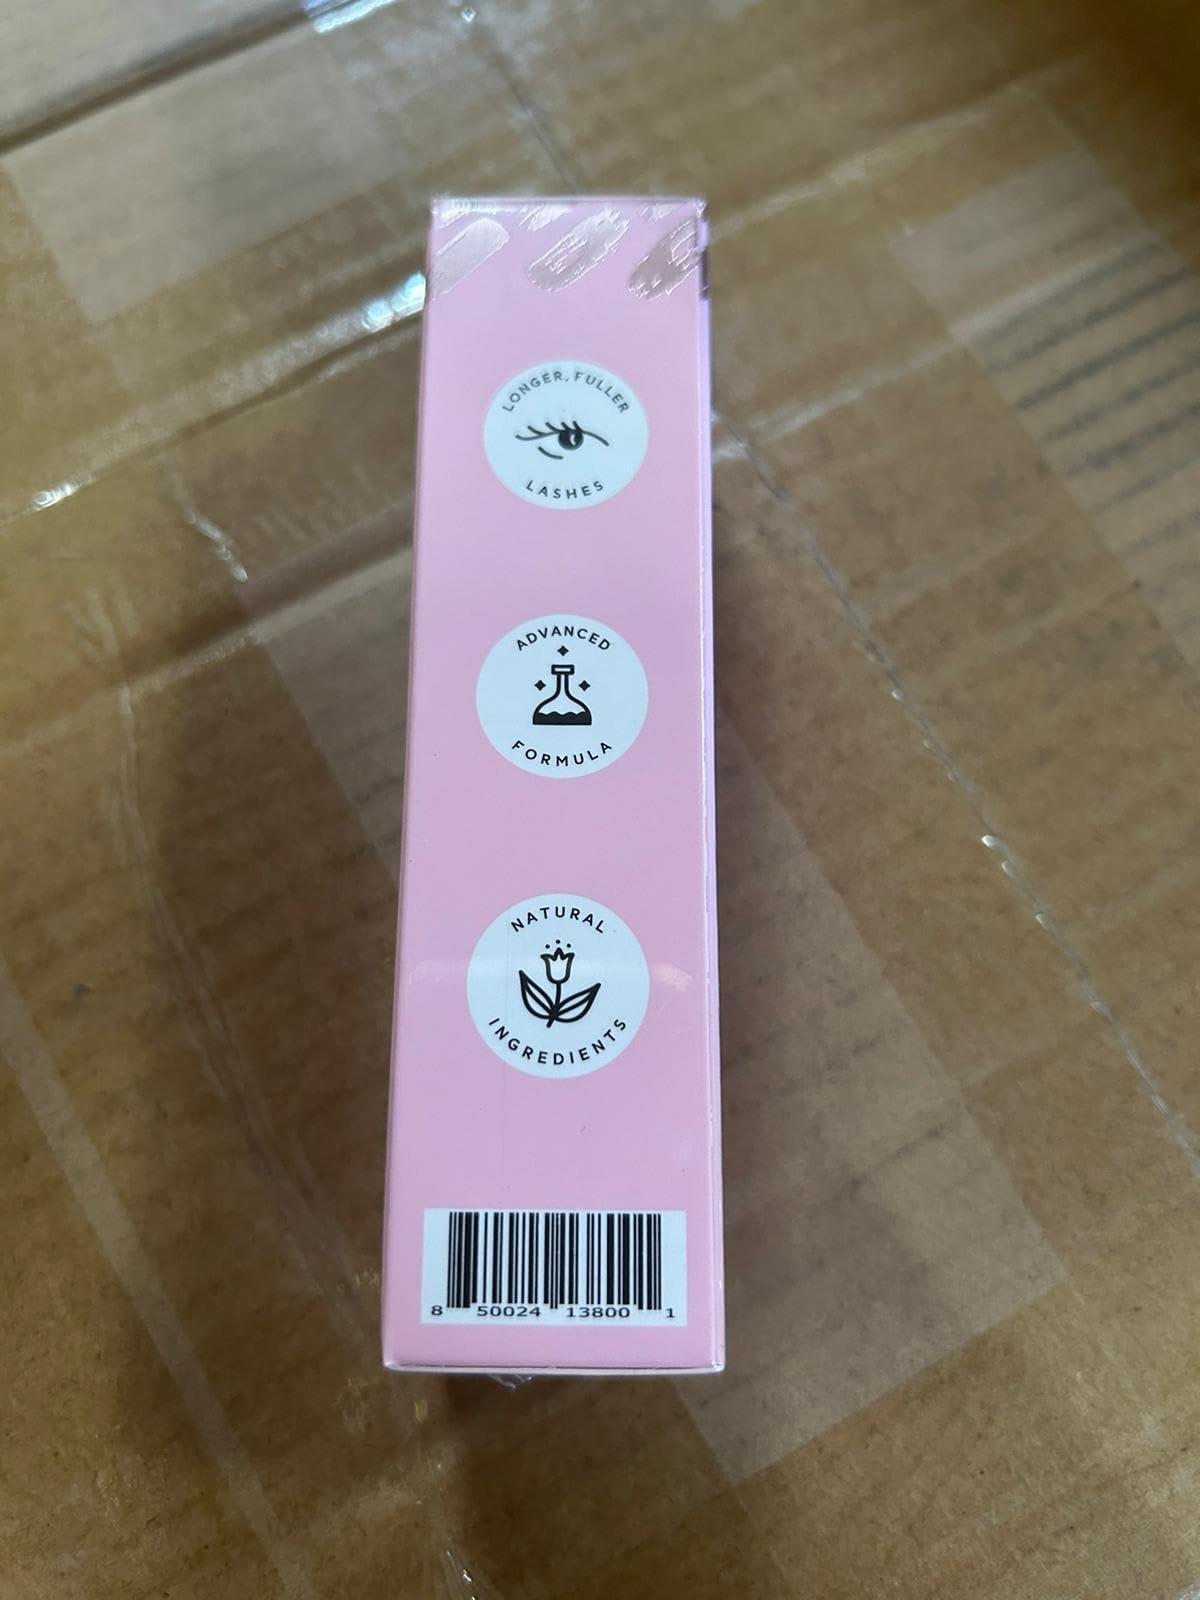 LONGER, FULLER
LASHES
ADVANCED
FORMULA
NATURAL
INGREDIENTS
8 50024 13800 1